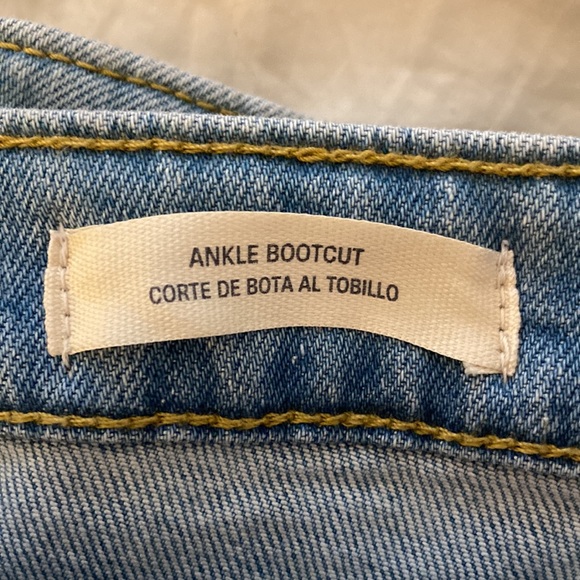 ANKLE BOOTCUT
CORTE DE BOTA AL TOBILLO